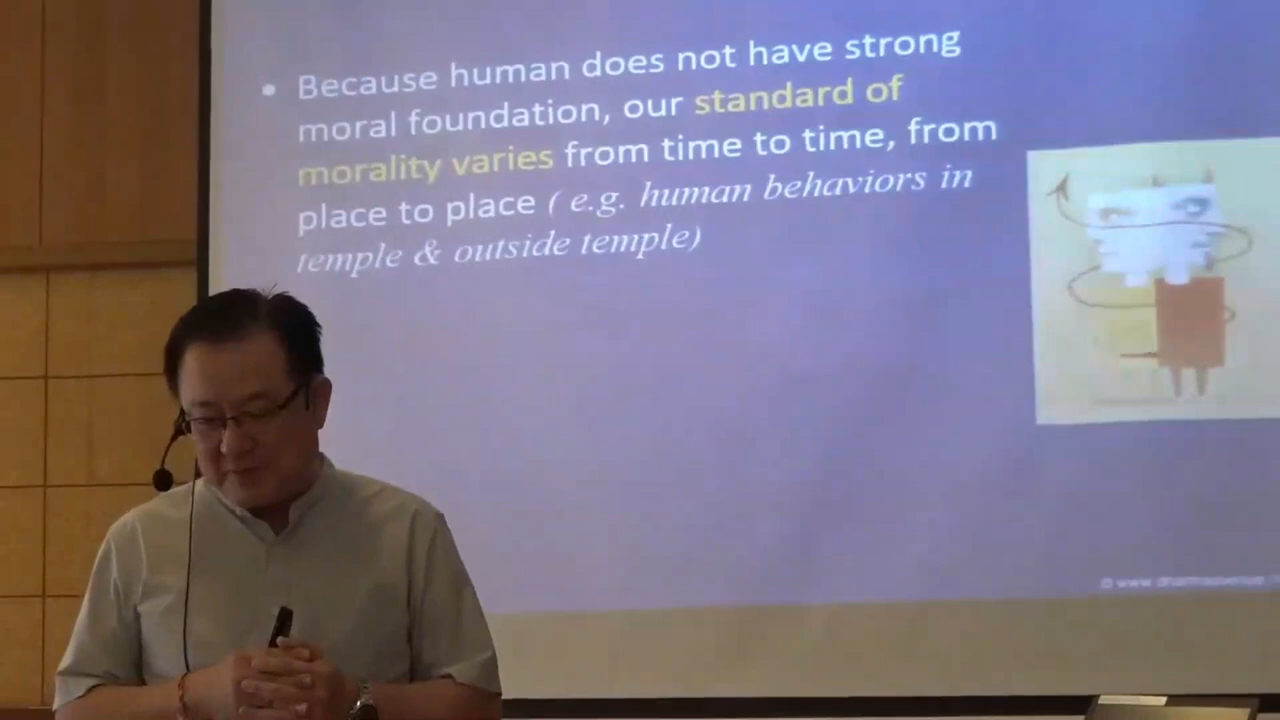 • Because human does not have strong
moral foundation, our standard of
morality varies from time to time, from
place to place ( e.g. human behaviors in
temple & outside temple)
© www.